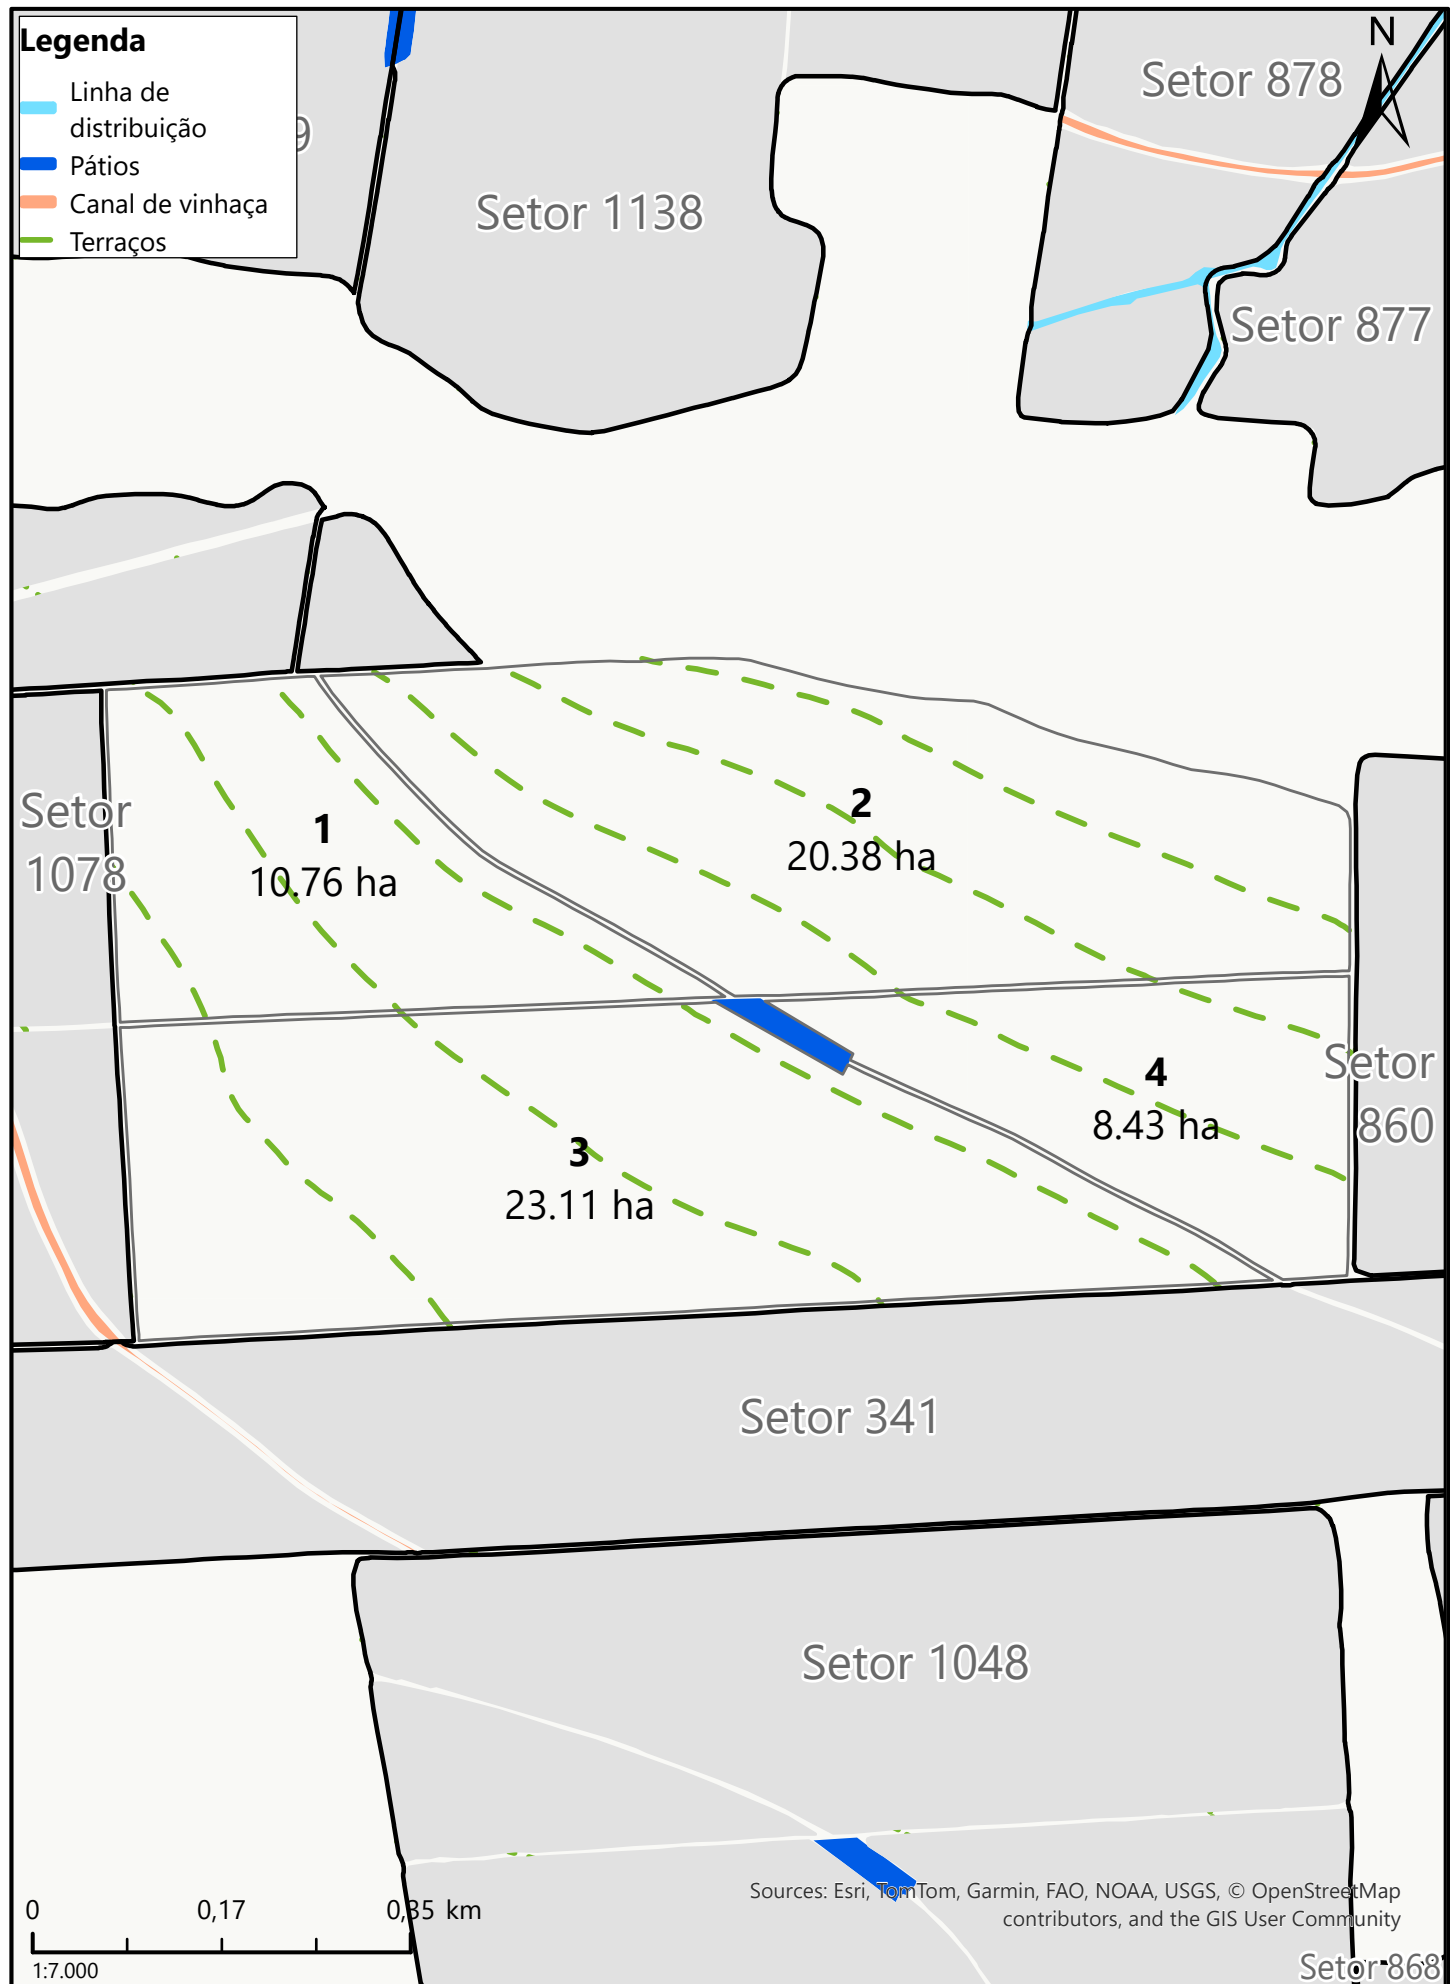 Legenda
Linha de
distribuição
Pátios
Canal de vinhaça
Terraços
9
N
Setor 878
Setor 1138
Setor 877
Setor
1078
1
10.76 ha
2
20.38 ha
3
23.11 ha
4
8.43 ha
Setor
860
Setor 341
Setor 1048
0
0,17
0,35 km
1:7.000
Sources: Esri, TomTom, Garmin, FAO, NOAA, USGS, © OpenStreetMap
contributors, and the GIS User Community
Setor 868